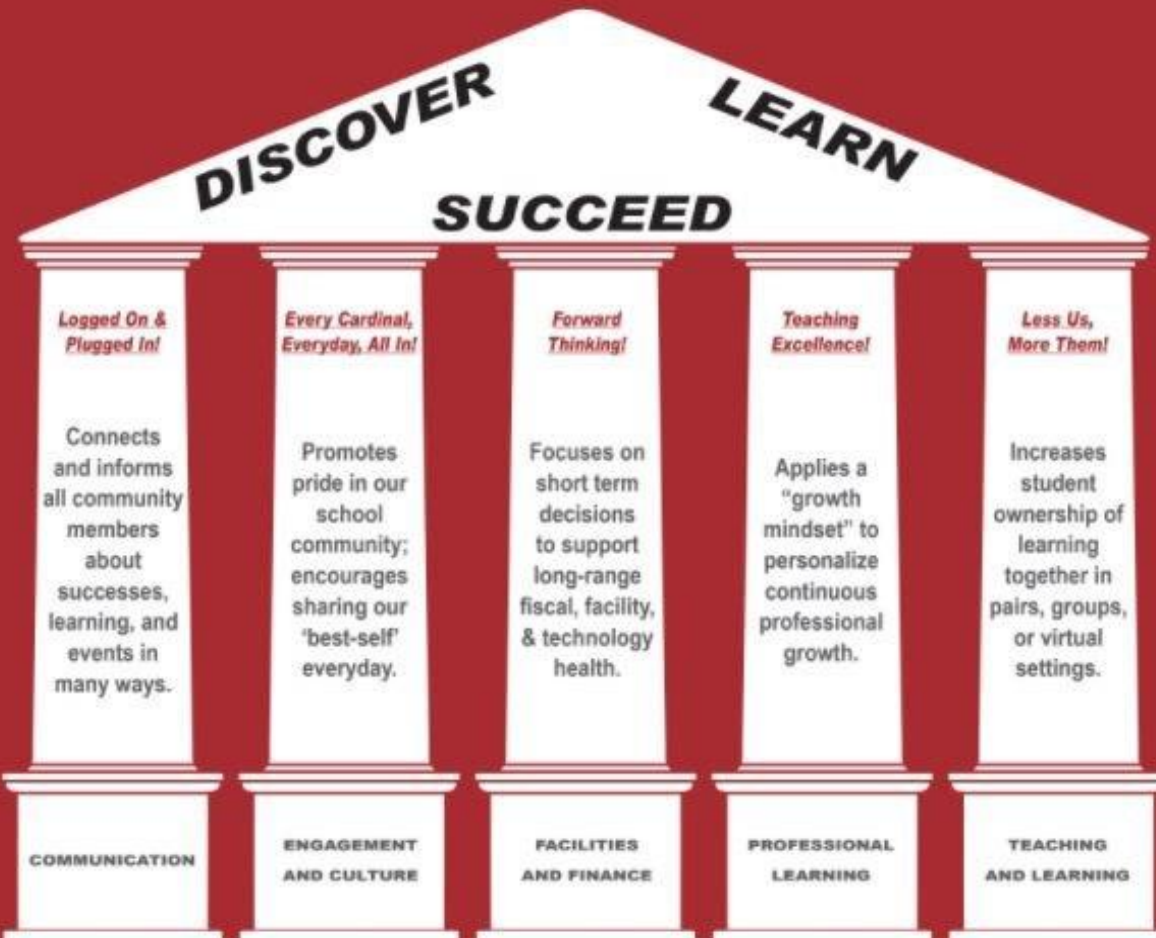 DISCOVER
LEARN
SUCCEED
Logged On &
Plugged In!
Connects
and informs
all community
members
about
successes,
learning, and
events in
many ways.
COMMUNICATION
Every Cardinal,
Everyday, All In!
Promotes
pride in our
school
community;
encourages
sharing our
'best-self'
everyday.
ENGAGEMENT
AND CULTURE
Forward
Thinking!
Focuses on
short term
decisions
to support
long-range
fiscal, facility,
& technology
health.
FACILITIES
AND FINANCE
Teaching
Excellence!
Applies a
"growth
mindset" to
personalize
continuous
professional
growth.
PROFESSIONAL
LEARNING
Less Us,
More Them!
Increases
student
ownership of
learning
together in
pairs, groups,
or virtual
settings.
TEACHING
AND LEARNING